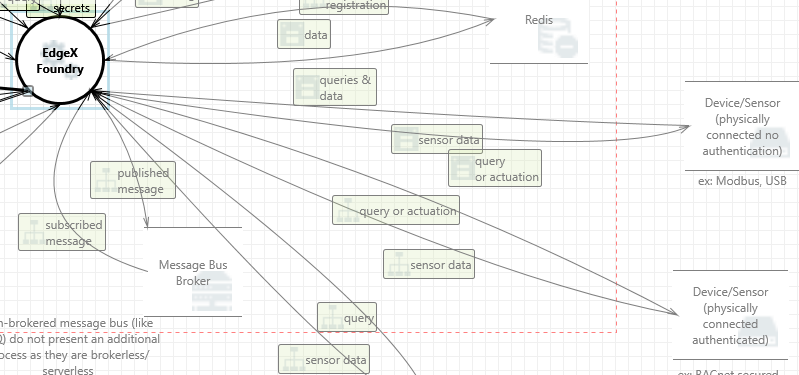 secrets
registration
EdgeX
Foundry
data
Redis
queries &
data
Device/Sensor
(physically
connected no
authentication)
sensor data
query
or actuation
ex: Modbus, USB
published
message
query or actuation
subscribed
message
sensor data
Message Bus
Broker
Device/Sensor
(physically
connected
authenticated)
query
n-brokered message bus (like
) do not present an additional
ocess as they are brokerless/
serverless
sensor data
ex: BACnet secured